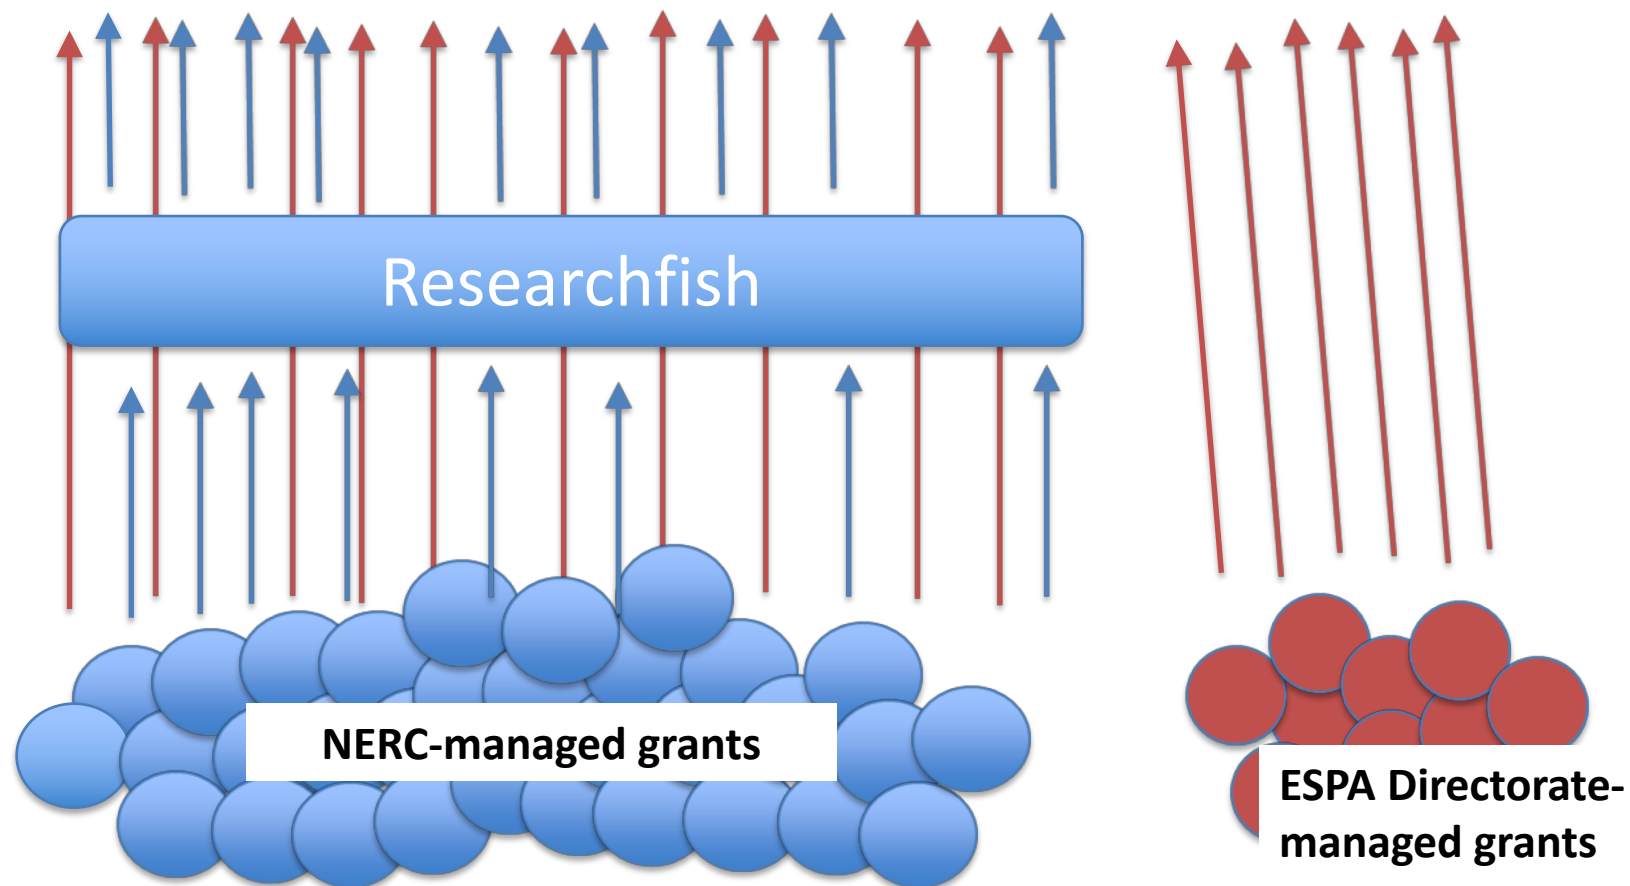 Researchfish
NERC-managed grants
ESPA Directorate-
managed grants